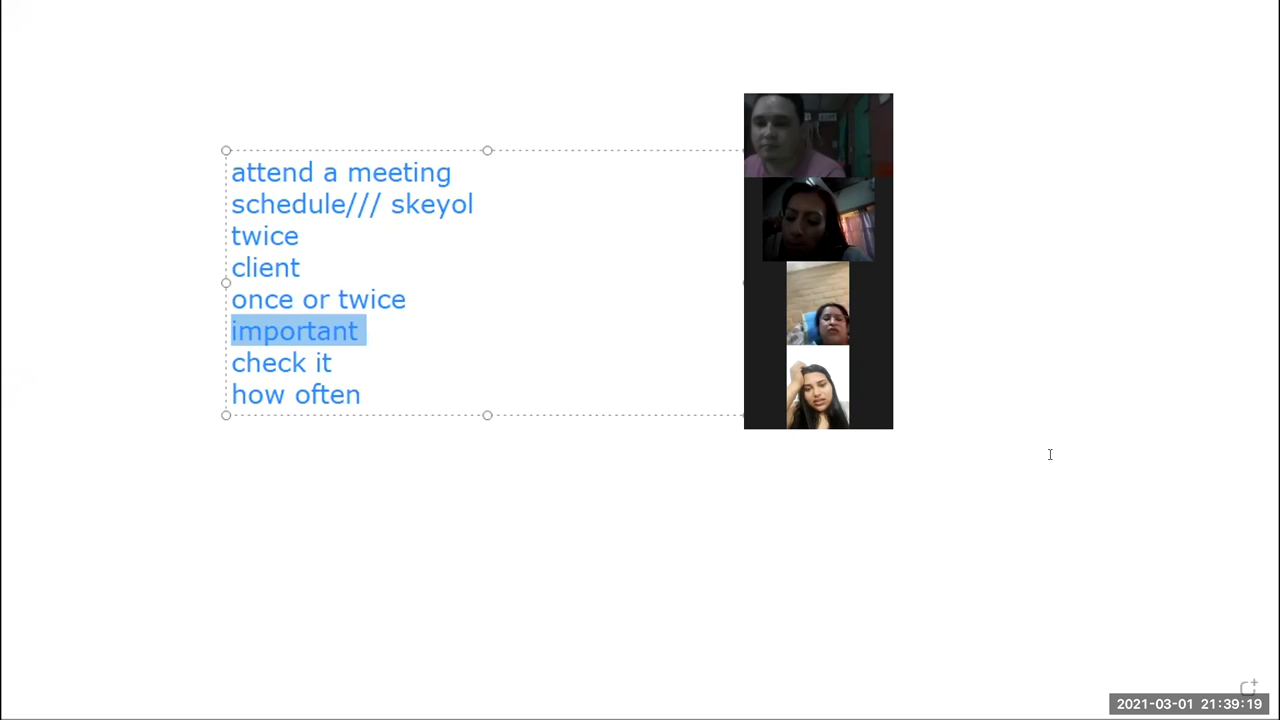 attend a meeting
schedule/// skeyol
twice
client
once or twice
important
check it
how often
2021-03-01 21:39:19